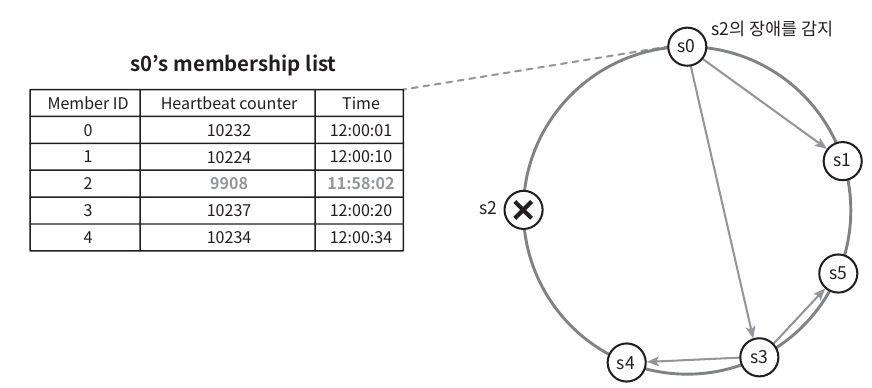 s2의 장애를 감지
s0
s0’s membership list
Member ID Heartbeat counter Time
0 10232 12:00:01
1 10224 12:00:10
2 9908 11:58:02
3 10237 12:00:20
4 10234 12:00:34
s1
s2
s5
s3
s4